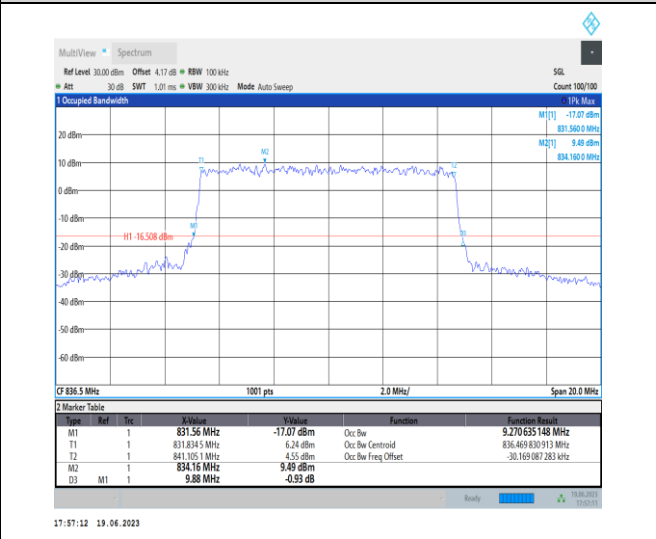 MultiView Spectrum
Ref Level 30.00 dBm Offset 4.17 dB RBW 100 kHz SGL
Att 30 dB SWT 1.01 ms VBW 300 kHz Mode Auto Sweep Count 100/100
1 Occupied Bandwidth 1Pk Max
M1[1] -17.07 dBm
831.560 0 MHz
M2[1] 9.49 dBm
834.160 0 MHz
20 dBm
M2
T1
T2
10 dBm
0 dBm
-10 dBm
M1
D3
H1 -16.508 dBm
-20 dBm
-30 dBm
-40 dBm
-50 dBm
-60 dBm
CF 836.5 MHz 1001 pts 2.0 MHz/ Span 20.0 MHz
2 Marker Table
Type Ref Trc X-Value Y-Value Function Function Result
M1 1 831.56 MHz -17.07 dBm Occ Bw 9.270 635 148 MHz
T1 1 831.834 5 MHz 6.24 dBm Occ Bw Centroid 836.469 830 913 MHz
T2 1 841.105 1 MHz 4.55 dBm Occ Bw Freq Offset -30.169 087 283 kHz
M2 1 834.16 MHz 9.49 dBm
D3 M1 1 9.88 MHz -0.93 dB
Ready 19.06.2023
17:57:12 19.06.2023